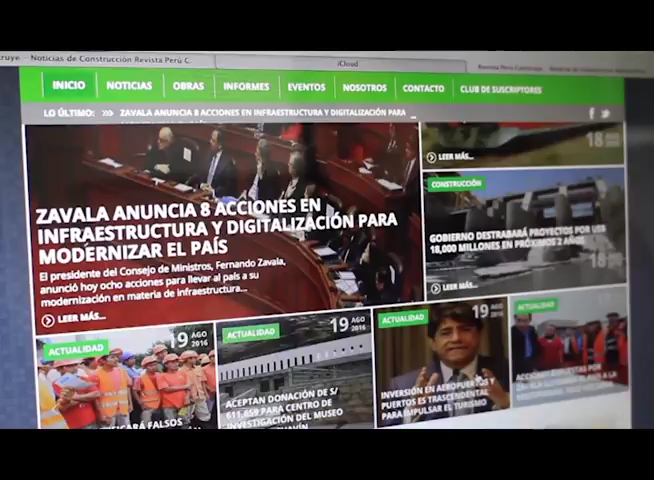 truye – Noticias de Construcción Revista Perú C.
iCloud
INICIO NOTICIAS OBRAS INFORMES EVENTOS NOSOTROS CONTACTO CLUB DE SUSCRIPTORES
LO ÚLTIMO: ZAVALA ANUNCIA 8 ACCIONES EN INFRAESTRUCTURA Y DIGITALIZACIÓN PARA
ZAVALA ANUNCIA 8 ACCIONES EN
INFRAESTRUCTURA Y DIGITALIZACIÓN PARA
MODERNIZAR EL PAÍS
El presidente del Consejo de Ministros, Fernando Zavala,
anunció hoy ocho acciones para llevar al país a su
modernización en materia de infraestructura...
LEER MÁS...
18
LEER MÁS...
CONSTRUCCIÓN
GOBIERNO DESTRABARÁ PROYECTOS POR US$
18,000 MILLONES EN PRÓXIMOS 2 AÑOS
18
LEER MÁS...
ACTUALIDAD
19 AGO
2016
FALSOS
ACTUALIDAD
19 AGO
2016
ACEPTAN DONACIÓN DE S/
611,659 PARA CENTRO DE
INVESTIGACIÓN DEL MUSEO
ACTUALIDAD
19 AGO
2016
INVERSIÓN EN AEROPUERTOS Y
PUERTOS ES TRASCENDENTAL
PARA IMPULSAR EL TURISMO
ACTUALIDAD
19